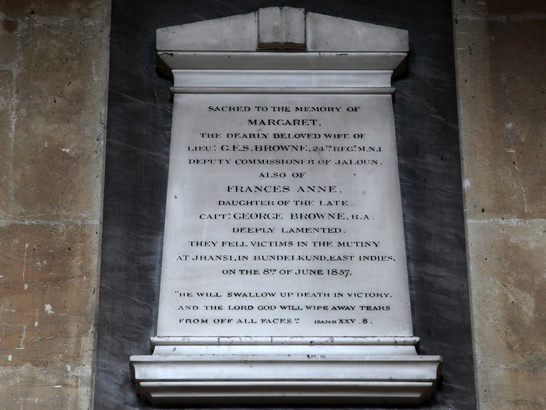 SACRED TO THE MEMORY OF
MARGARET,
THE DEARLY BELOVED WIFE OF
LIEUT. G.E.S. BROWNE, 24TH REGT. M.N.I
DEPUTY COMMISSIONER OF JALOUN.
ALSO OF
FRANCES ANNE.
DAUGHTER OF THE LATE
CAPT. GEORGE BROWNE, R.A.
DEEPLY LAMENTED.
THEY FELL VICTIMS IN THE MUTINY
AT JHANSI, IN BUNDELKUND, EAST INDIES,
ON THE 8TH OF JUNE 1857.
"HE WILL SWALLOW UP DEATH IN VICTORY,
AND THE LORD GOD WILL WIPE AWAY TEARS
FROM OFF ALL FACES". ISAIAH XXV. 8.